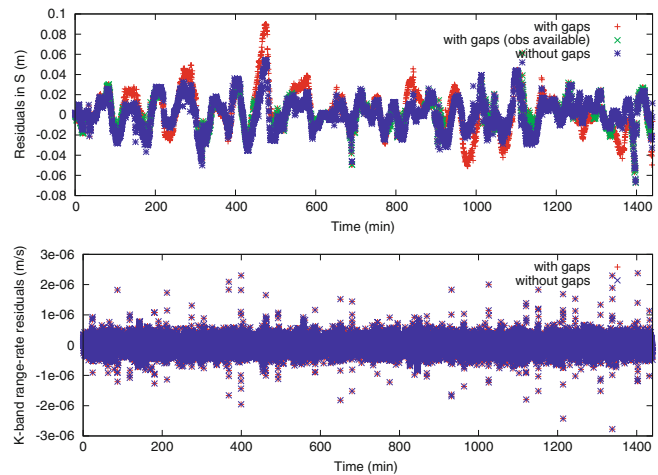 0.1
0.08
0.06
0.04
0.02
0
-0.02
-0.04
-0.06
-0.08
Residuals in S (m)
with gaps
with gaps (obs available)
without gaps
0 200 400 600 800 1000 1200 1400
Time (min)
3e-06
2e-06
1e-06
0
-1e-06
-2e-06
-3e-06
K-band range-rate residuals (m/s)
with gaps
without gaps
0 200 400 600 800 1000 1200 1400
Time (min)